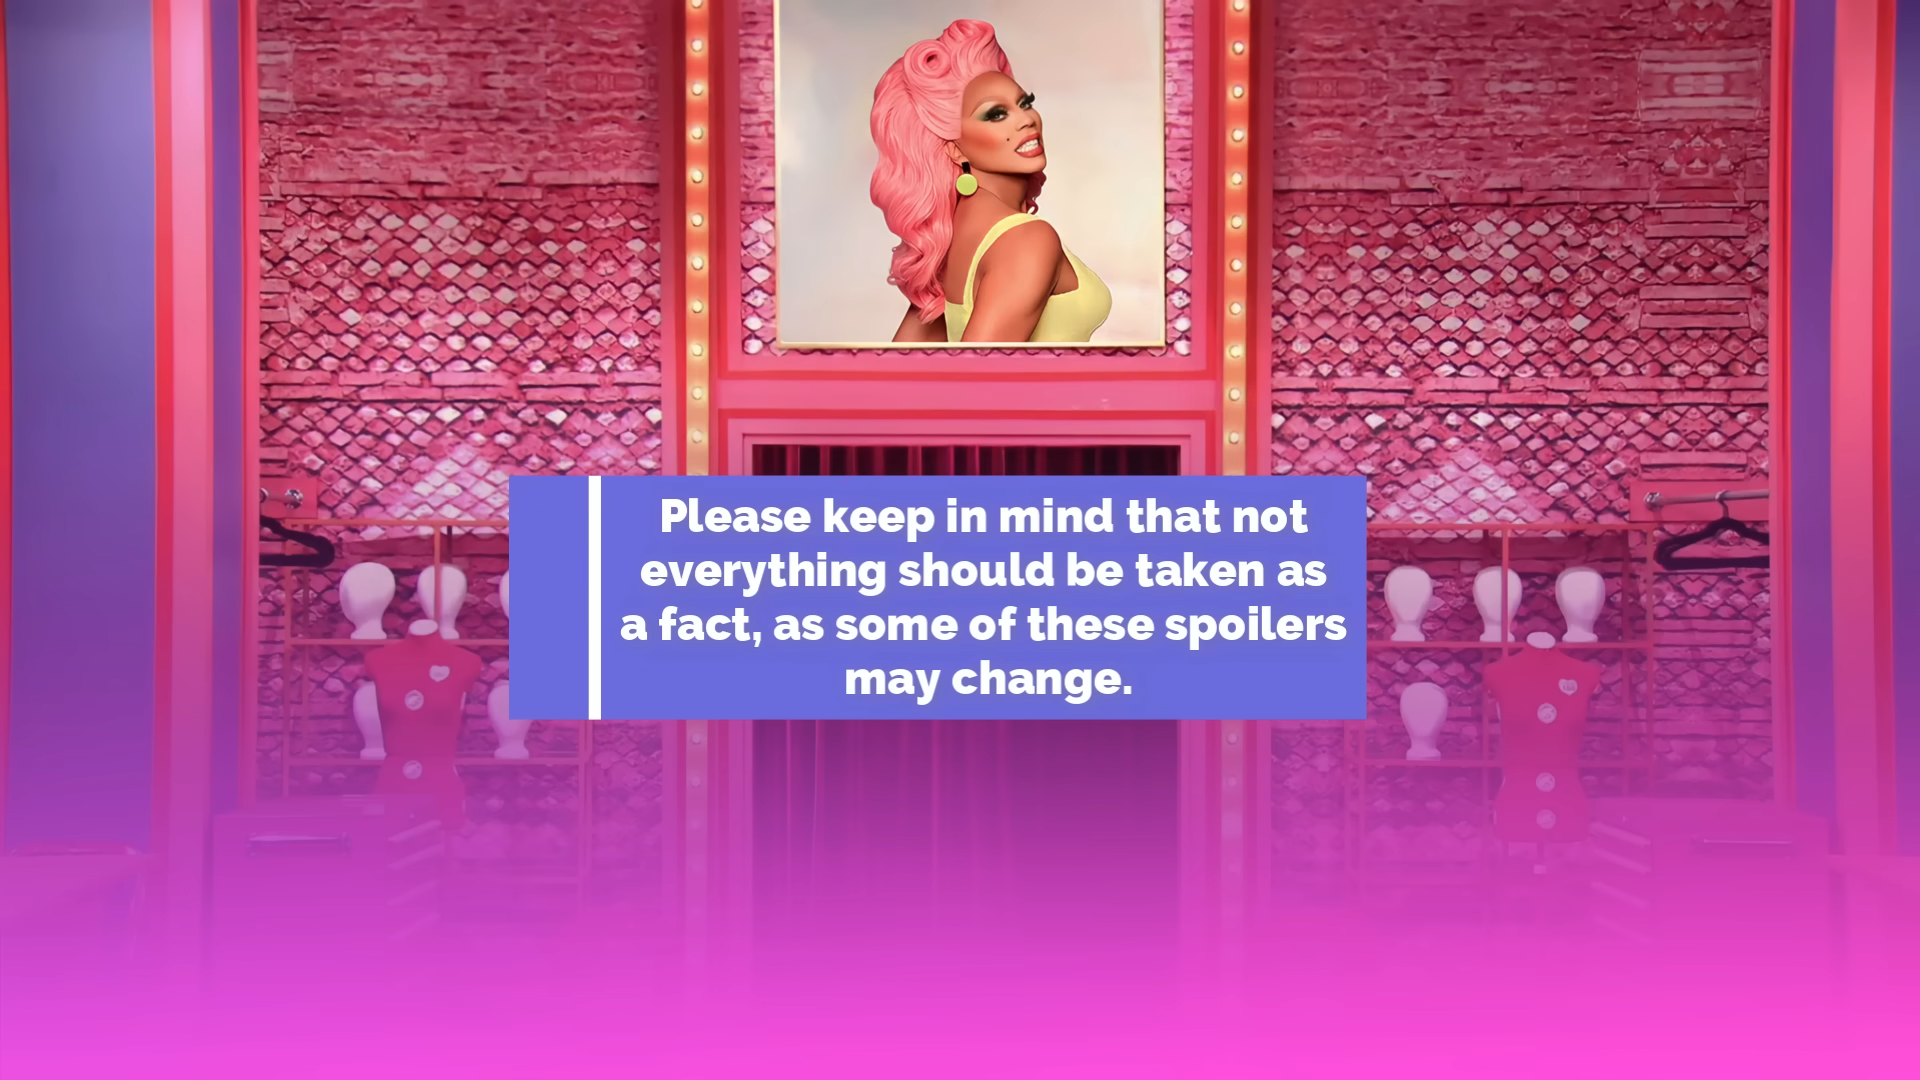 Please keep in mind that not
everything should be taken as
a fact, as some of these spoilers
may change.